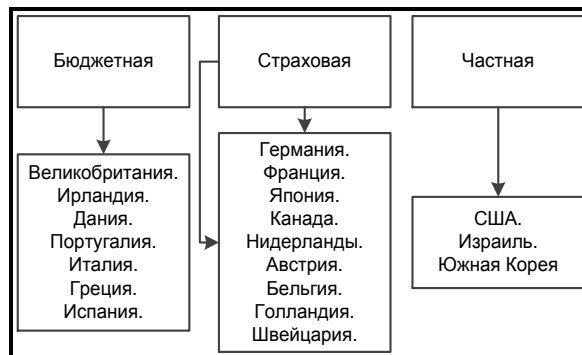 Бюджетная
Страховая
Частная
Великобритания.
Ирландия.
Дания.
Португалия.
Италия.
Греция.
Испания.
Германия.
Франция.
Япония.
Канада.
Нидерланды.
Австрия.
Бельгия.
Голландия.
Швейцария.
США.
Израиль.
Южная Корея